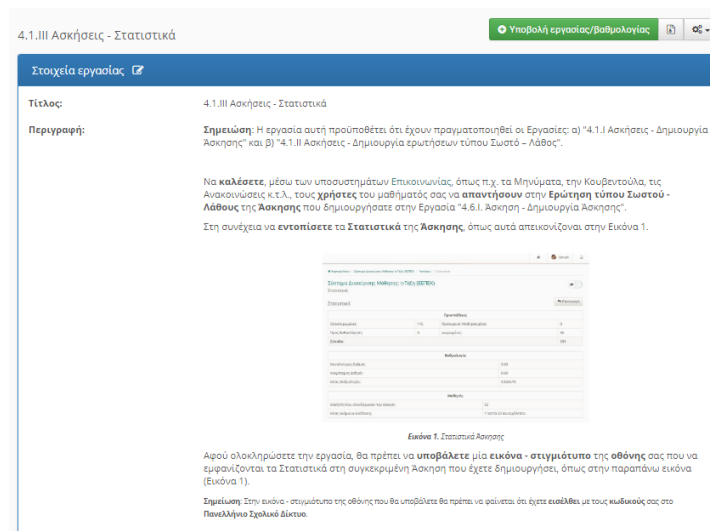 4.1.III Ασκήσεις - Στατιστικά
Υποβολή εργασίας/βαθμολογίας
Στοιχεία εργασίας
Τίτλος:
4.1.III Ασκήσεις - Στατιστικά
Περιγραφή:
Σημείωση: Η εργασία αυτή προϋποθέτει ότι έχουν πραγματοποιηθεί οι Εργασίες: α) "4.1.I Ασκήσεις - Δημιουργία
Άσκησης" και β) "4.1.II Ασκήσεις - Δημιουργία ερωτήσεων τύπου Σωστό – Λάθος".
Να καλέσετε, μέσω των υποσυστημάτων Επικοινωνίας, όπως π.χ. τα Μηνύματα, την Κουβεντούλα, τις
Ανακοινώσεις κ.τ.λ., τους χρήστες του μαθήματός σας να απαντήσουν στην Ερώτηση τύπου Σωστού -
Λάθους της Άσκησης που δημιουργήσατε στην Εργασία "4.6.I. Άσκηση - Δημιουργία Άσκησης".
Στη συνέχεια να εντοπίσετε τα Στατιστικά της Άσκησης, όπως αυτά απεικονίζονται στην Εικόνα 1.
Στατιστικά
Προσπάθειες
Βαθμολογία
Μαθητές
Εικόνα 1. Στατιστικά Άσκησης
Αφού ολοκληρώσετε την εργασία, θα πρέπει να υποβάλετε μία εικόνα - στιγμιότυπο της οθόνης σας που να
εμφανίζονται τα Στατιστικά στη συγκεκριμένη Άσκηση που έχετε δημιουργήσει, όπως στην παραπάνω εικόνα
(Εικόνα 1).
Σημείωση: Στην εικόνα - στιγμιότυπο της οθόνης που θα υποβάλετε θα πρέπει να φαίνεται ότι έχετε εισέλθει με τους κωδικούς σας στο
Πανελλήνιο Σχολικό Δίκτυο.